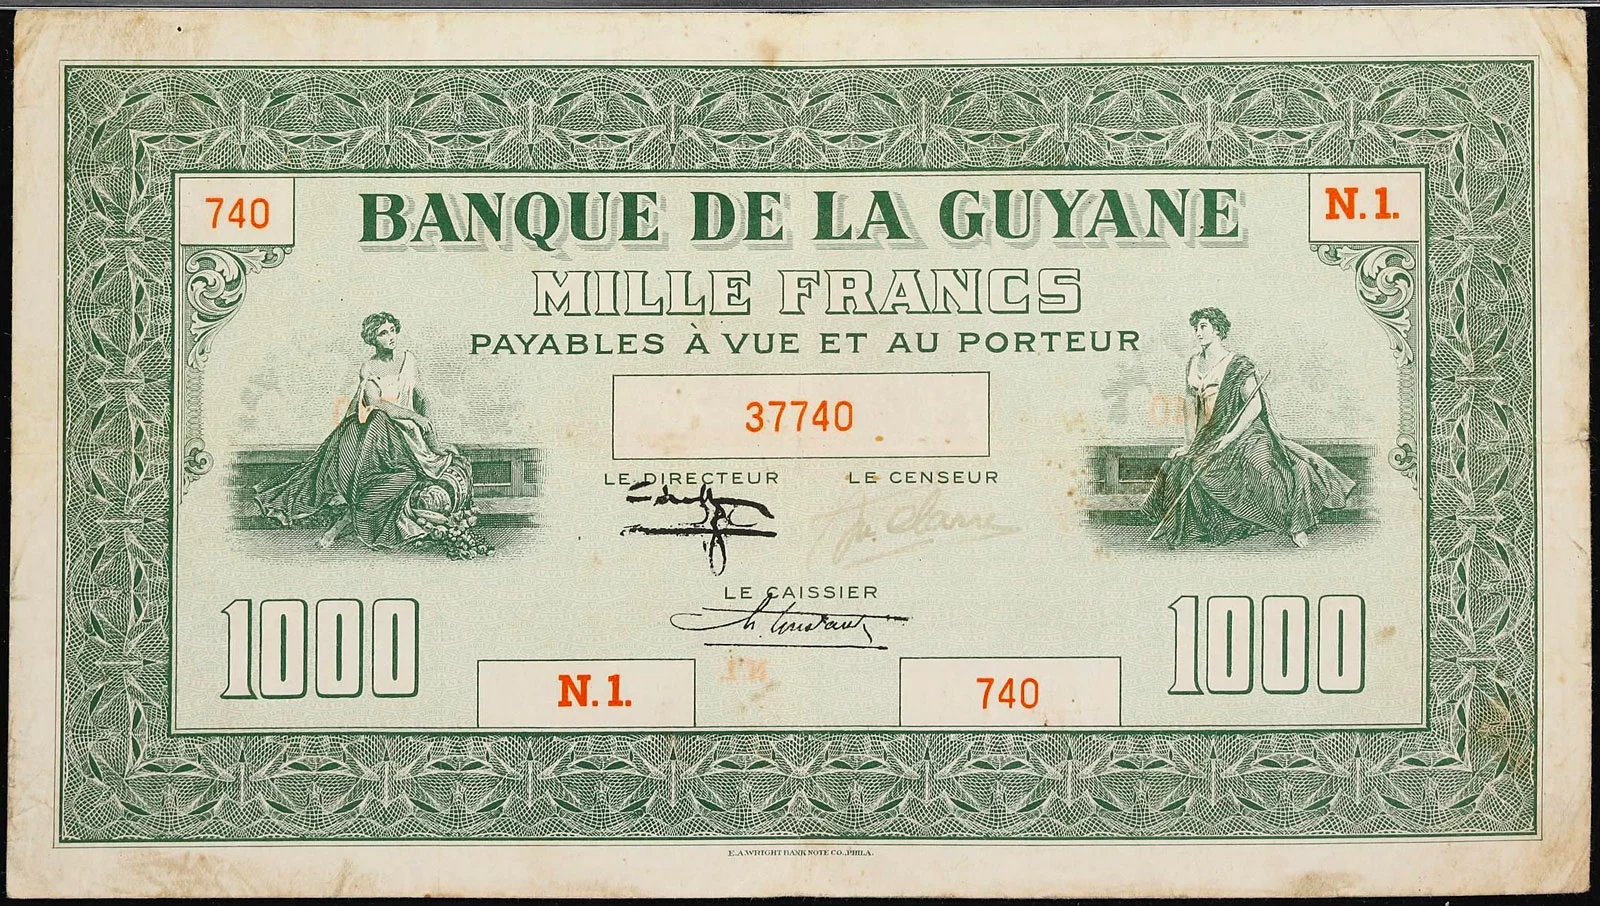 740
N.1.
BANQUE DE LA GUYANE
MILLE FRANCS
PAYABLES À VUE ET AU PORTEUR
37740
LE DIRECTEUR
LE CENSEUR
LE CAISSIER
1000
1000
N.1.
740
E.A.WRIGHT BANK NOTE CO., PHILA.